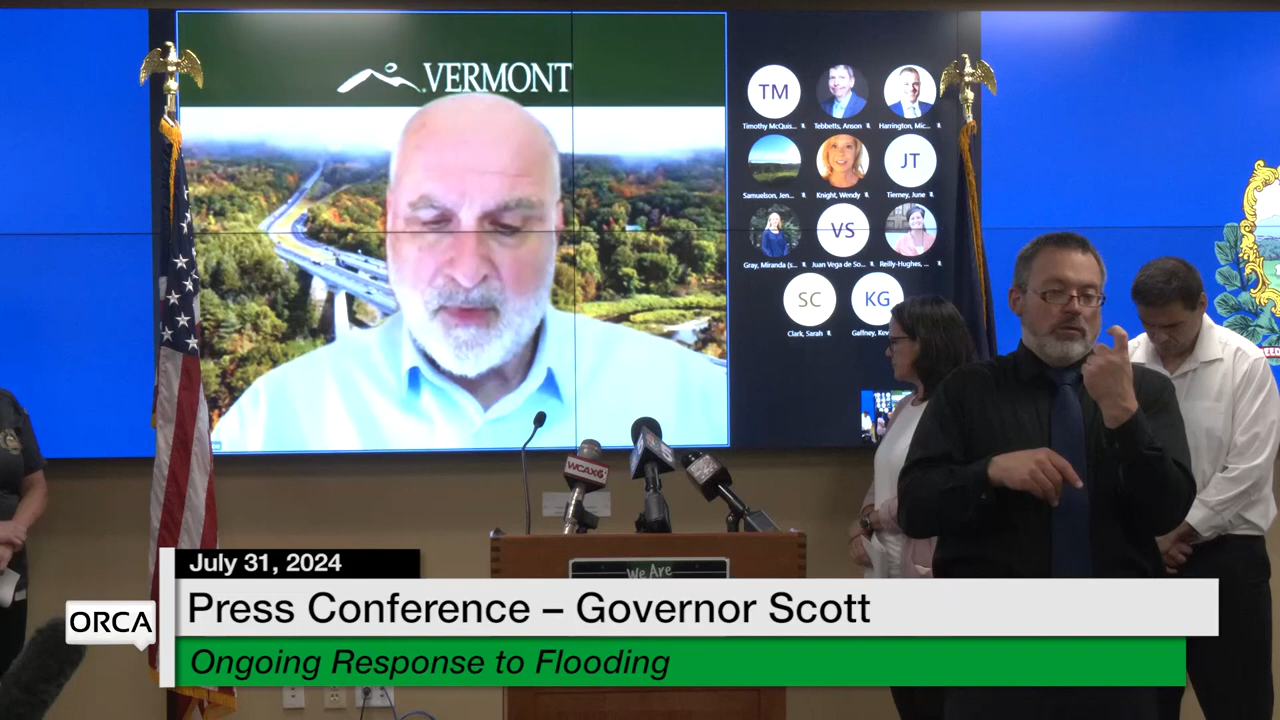 VERMONT
TM
Timothy McQuis...
Tebbetts, Anson
Harrington, Mic...
Samuelson, Jen...
Knight, Wendy
JT
Tierney, June
Gray, Miranda (s...
VS
Juan Vega de So...
Reilly-Hughes, ...
SC
Clark, Sarah
KG
Gaffney, Kev
WCAX
We Are
July 31, 2024
Press Conference – Governor Scott
ORCA
Ongoing Response to Flooding